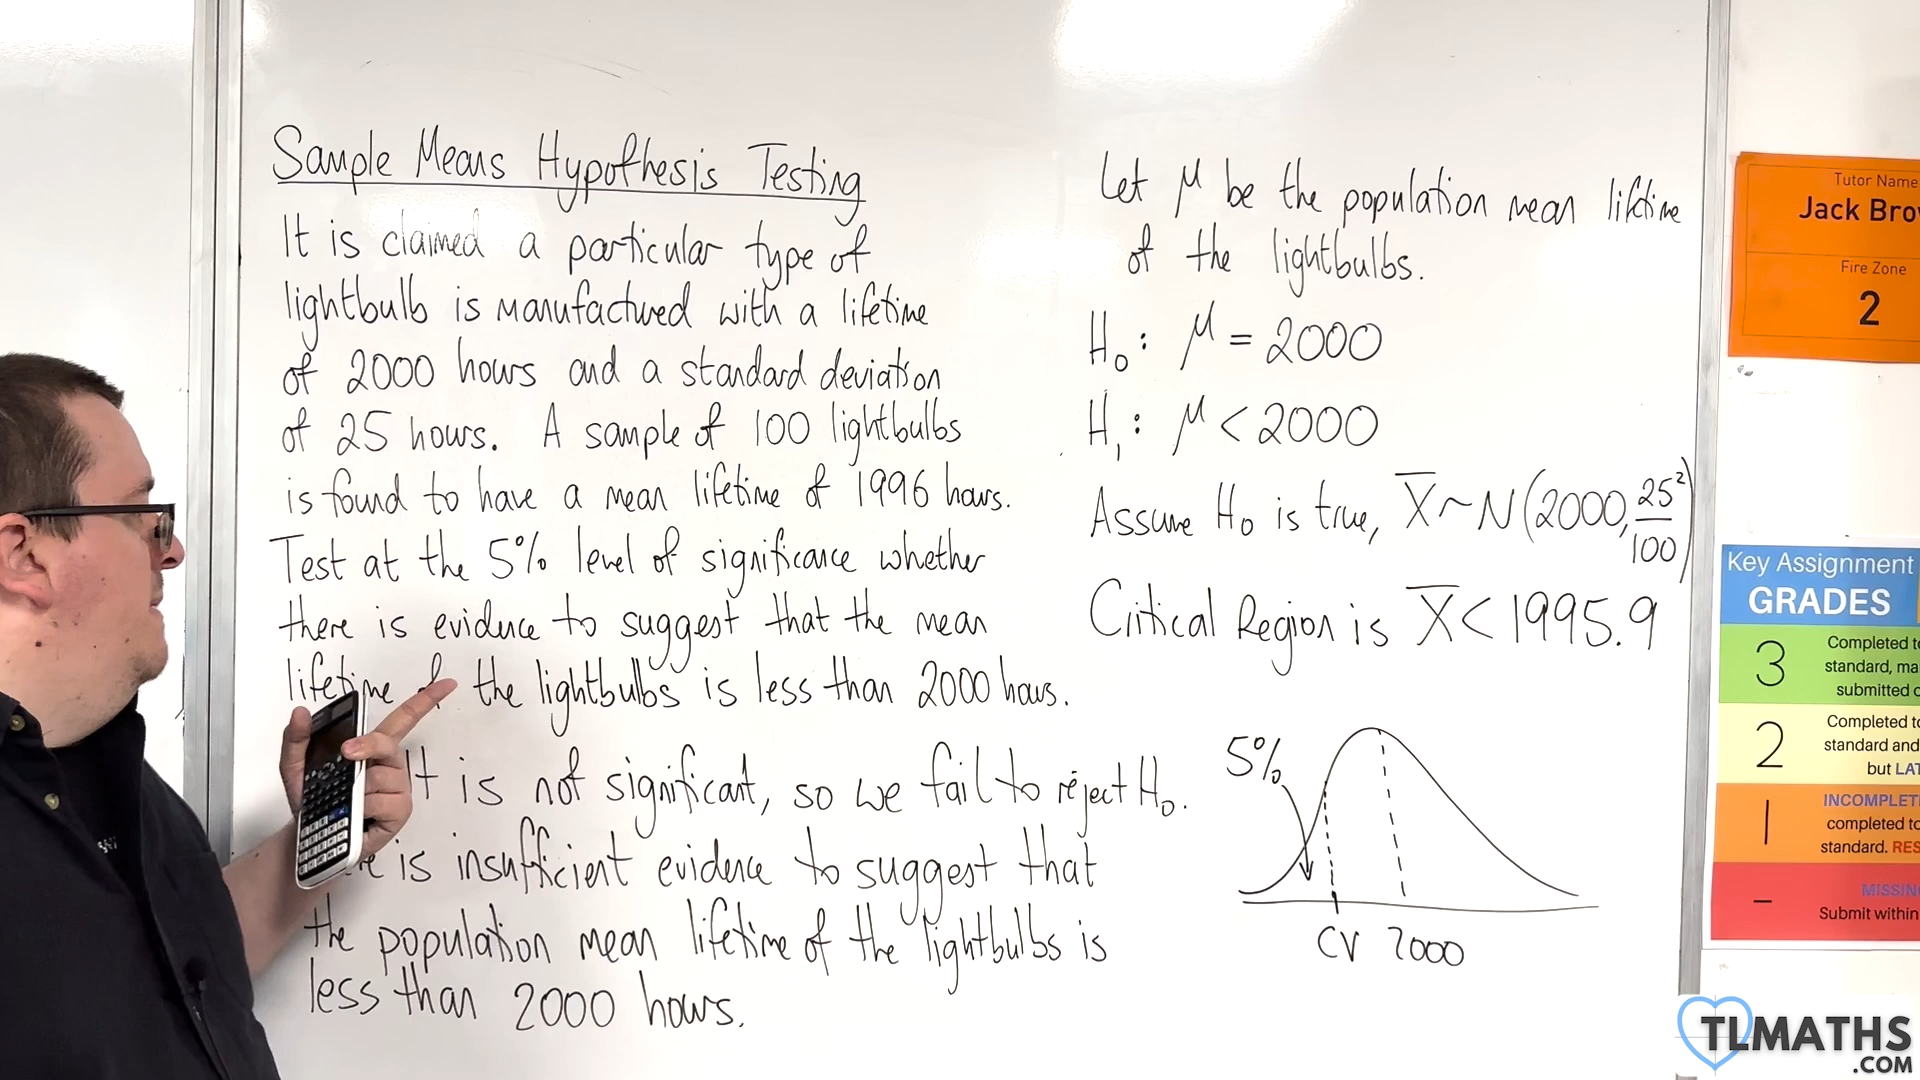 Sample Means Hypothesis Testing
It is claimed a particular type of
lightbulb is manufactured with a lifetime
of 2000 hours and a standard deviation
of 25 hours. A sample of 100 lightbulbs
is found to have a mean lifetime of 1996 hours.
Test at the 5% level of significance whether
there is evidence to suggest that the mean
lifetime of the lightbulbs is less than 2000 hours.
It is not significant, so we fail to reject H₀.
is insufficient evidence to suggest that
the population mean lifetime of the lightbulbs is
less than 2000 hours.
Let μ be the population mean lifetime
of the lightbulbs.
H₀: μ = 2000
H₁: μ < 2000
Assume H₀ is true, X̄ ~ N(2000, 25²/100)
Critical Region is X̄ < 1995.9
5%
CV 2000
Tutor Name
Jack Bro
Fire Zone
2
Key Assignment
GRADES
3
Completed to
standard, ma
submitted o
2
Completed to
standard and
but LAT
1
INCOMPLET
completed to
standard. RES
-
MISSING
Submit within
TLMATHS
.COM